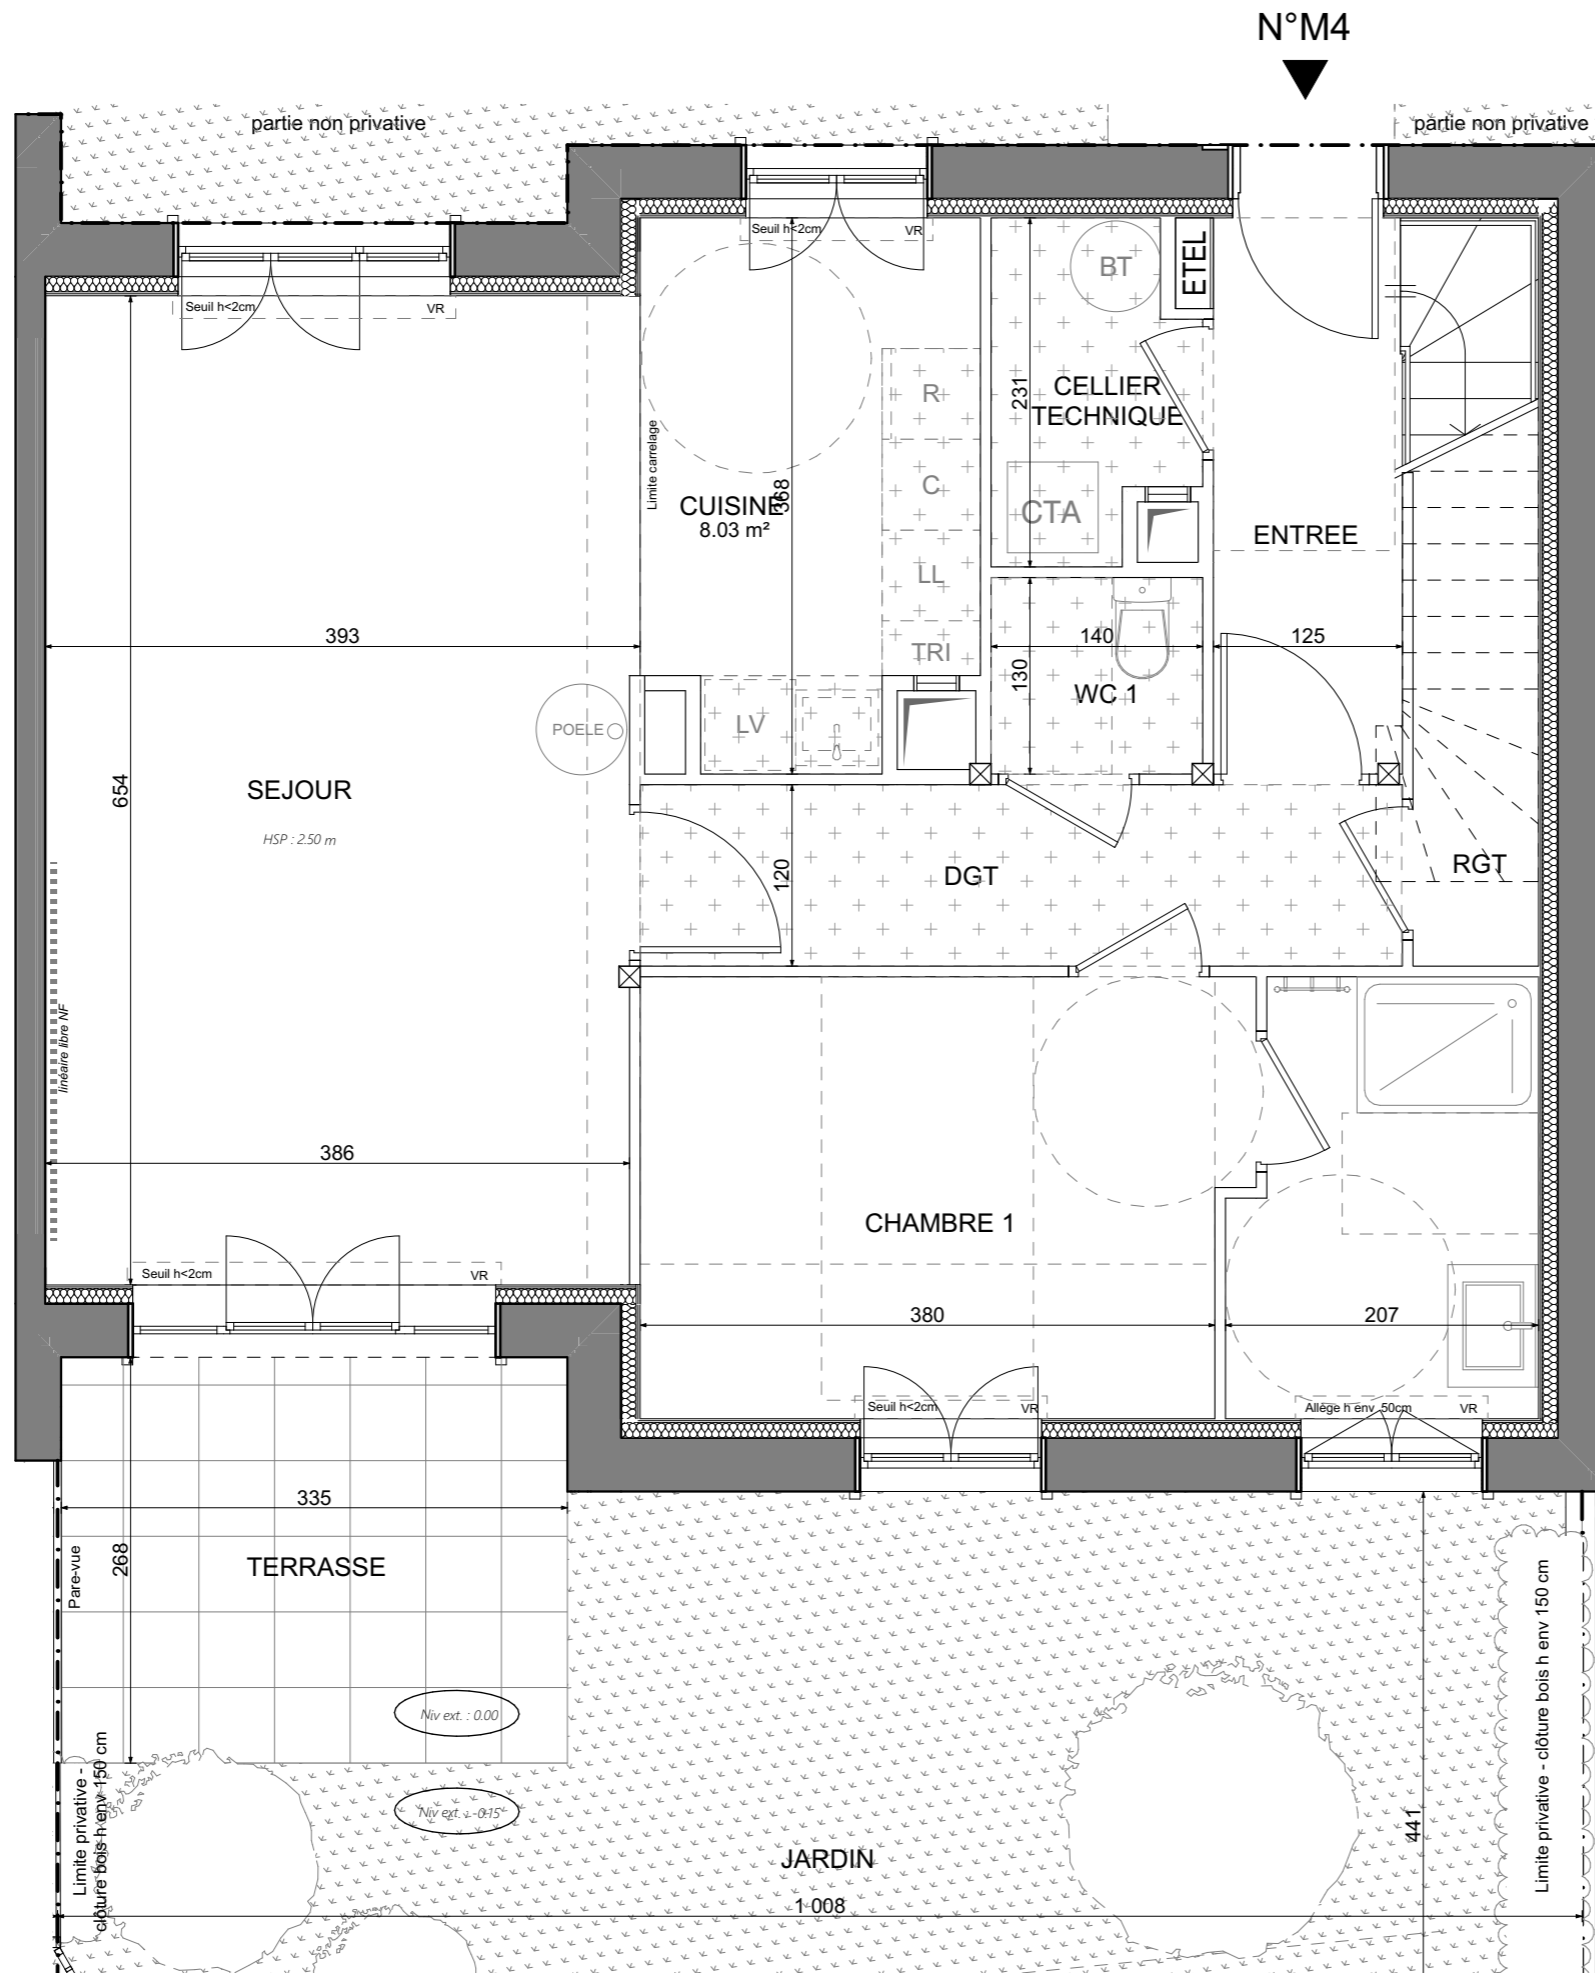 N°M4
partie non privative
partie non privative
Seuil h<2cm
VR
Seuil h<2cm
VR
BT
ETEL
R
231
CELLIER
TECHNIQUE
Limite carrelage
C
CUISINE
368
8.03 m²
CTA
ENTREE
LL
393
TRI
140
125
130
WC 1
POELE
LV
654
SEJOUR
HSP : 2.50 m
120
DGT
RGT
linéaire libre NF
386
CHAMBRE 1
Seuil h<2cm
VR
380
207
Seuil h<2cm
VR
Allège h env. 50cm
VR
335
268
TERRASSE
Pare-vue
Niv ext. : 0.00
Niv ext. : -0.15
Limite privative -
clôture bois h env 150 cm
Limite privative - clôture bois h env 150 cm
441
JARDIN
1 008